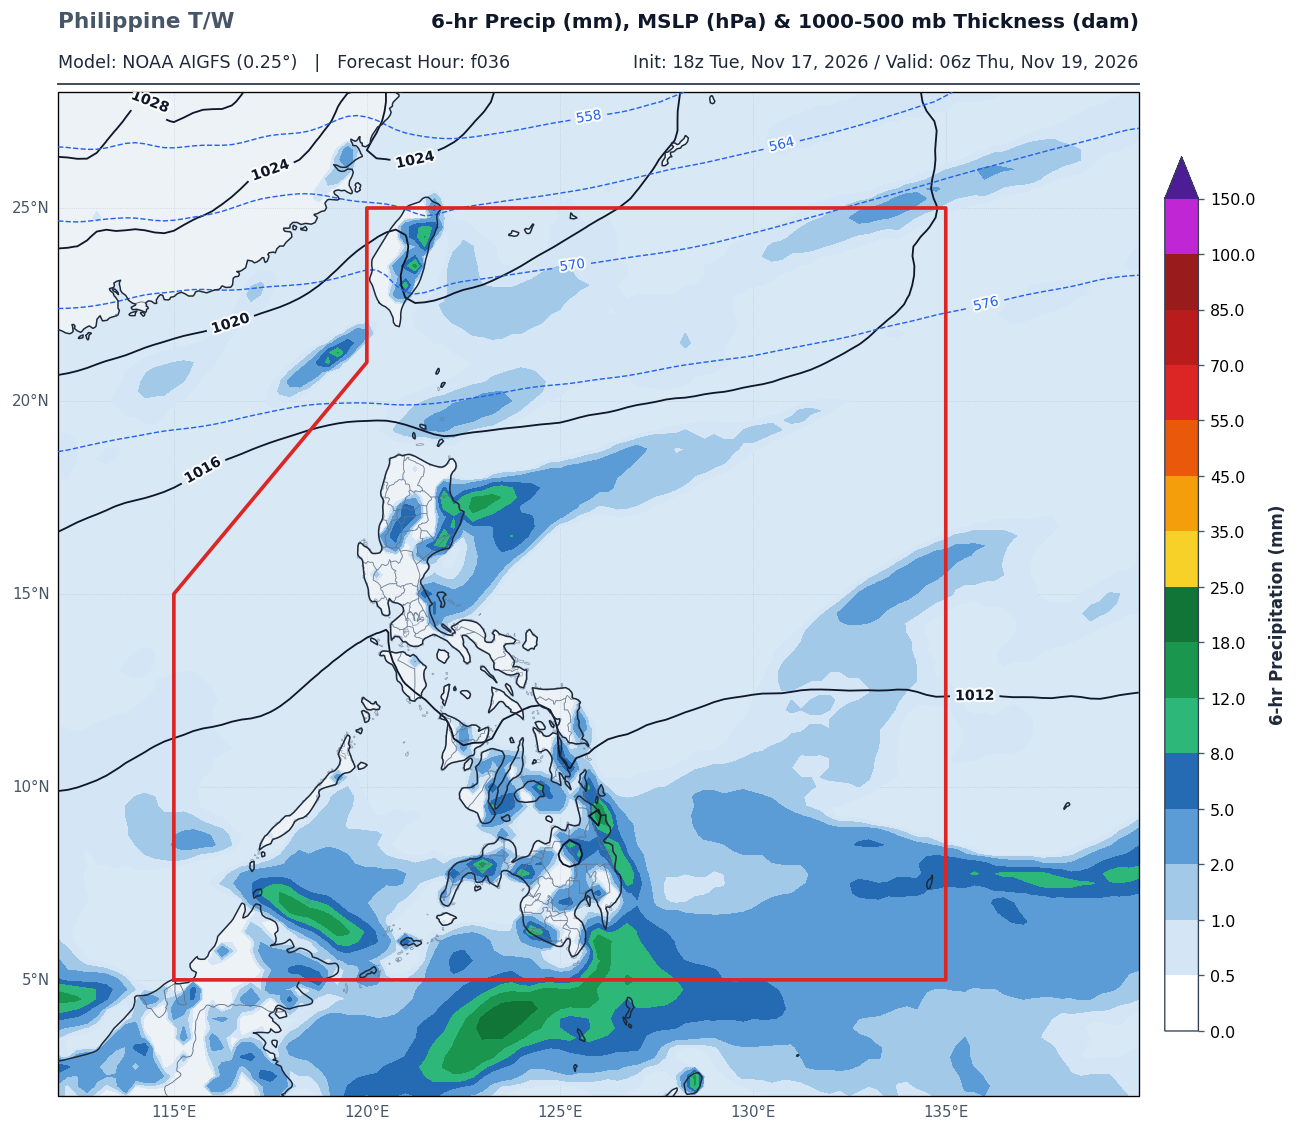 Philippine T/W
6-hr Precip (mm), MSLP (hPa) & 1000-500 mb Thickness (dam)
Model: NOAA AIGFS (0.25°) | Forecast Hour: f036
Init: 18z Tue, Nov 17, 2026 / Valid: 06z Thu, Nov 19, 2026
1028
558
564
1024
1024
570
576
1020
1016
1012
25°N
20°N
15°N
10°N
5°N
115°E
120°E
125°E
130°E
135°E
150.0
100.0
85.0
70.0
55.0
45.0
35.0
25.0
18.0
12.0
8.0
5.0
2.0
1.0
0.5
0.0
6-hr Precipitation (mm)